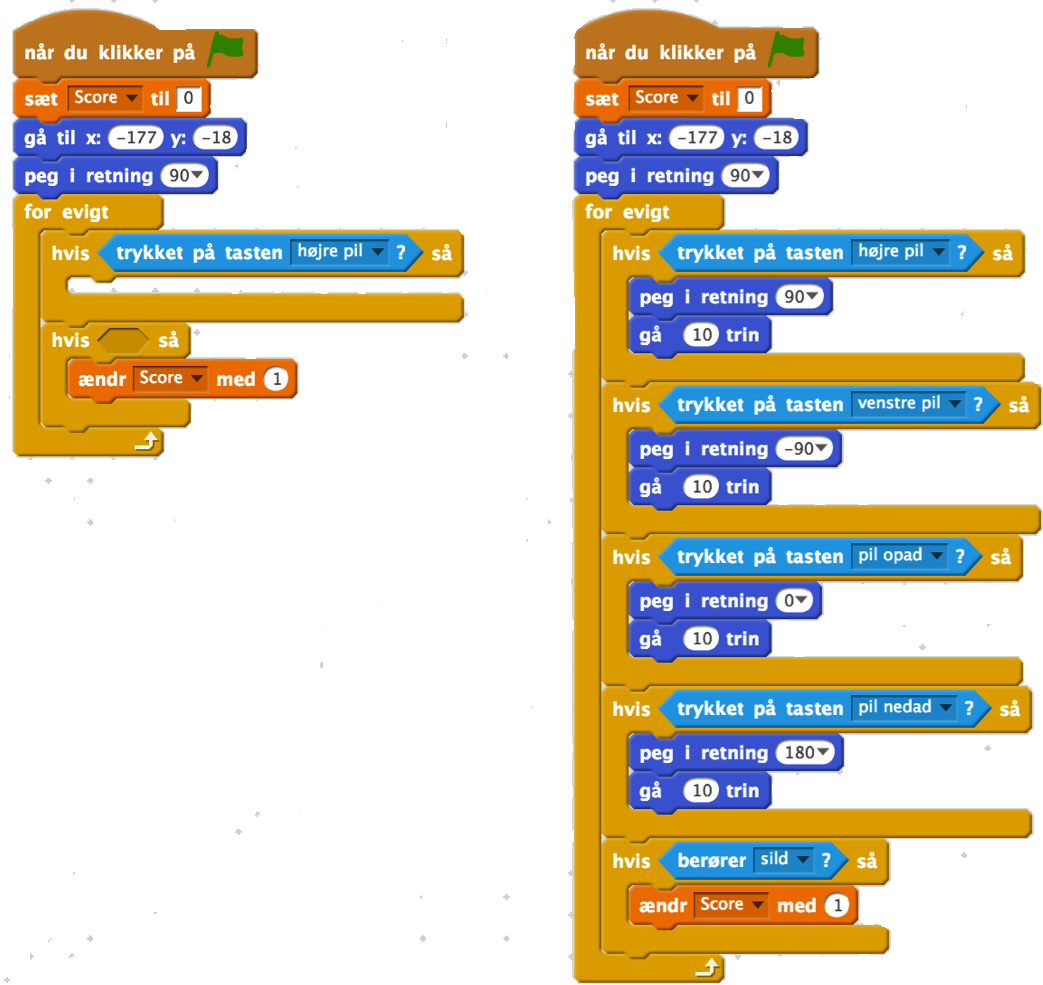 når du klikker på
sæt Score til 0
gå til x: -177 y: -18
peg i retning 90
for evigt
hvis trykket på tasten højre pil ? så
hvis så
ændr Score med 1
når du klikker på
sæt Score til 0
gå til x: -177 y: -18
peg i retning 90
for evigt
hvis trykket på tasten højre pil ? så
peg i retning 90
gå 10 trin
hvis trykket på tasten venstre pil ? så
peg i retning -90
gå 10 trin
hvis trykket på tasten pil opad ? så
peg i retning 0
gå 10 trin
hvis trykket på tasten pil nedad ? så
peg i retning 180
gå 10 trin
hvis berører sild ? så
ændr Score med 1